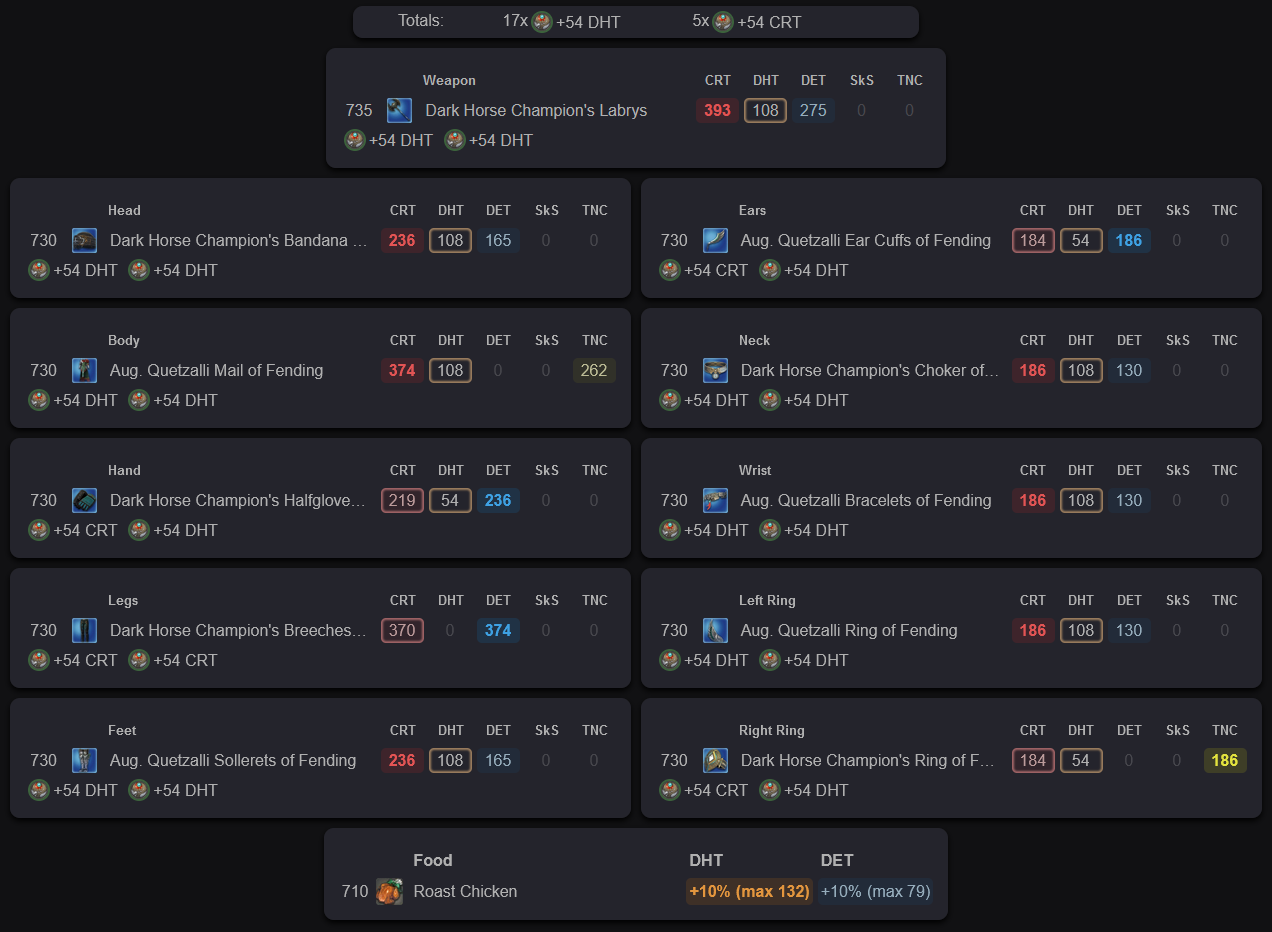 Totals: 17x +54 DHT 5x +54 CRT
Weapon CRT DHT DET SkS TNC
735 Dark Horse Champion's Labrys 393 108 275 0 0
+54 DHT +54 DHT
Head CRT DHT DET SkS TNC
730 Dark Horse Champion's Bandana ... 236 108 165 0 0
+54 DHT +54 DHT
Body CRT DHT DET SkS TNC
730 Aug. Quetzalli Mail of Fending 374 108 0 0 262
+54 DHT +54 DHT
Hand CRT DHT DET SkS TNC
730 Dark Horse Champion's Halfglove... 219 54 236 0 0
+54 CRT +54 DHT
Legs CRT DHT DET SkS TNC
730 Dark Horse Champion's Breeches... 370 0 374 0 0
+54 CRT +54 CRT
Feet CRT DHT DET SkS TNC
730 Aug. Quetzalli Sollerets of Fending 236 108 165 0 0
+54 DHT +54 DHT
Ears CRT DHT DET SkS TNC
730 Aug. Quetzalli Ear Cuffs of Fending 184 54 186 0 0
+54 CRT +54 DHT
Neck CRT DHT DET SkS TNC
730 Dark Horse Champion's Choker of... 186 108 130 0 0
+54 DHT +54 DHT
Wrist CRT DHT DET SkS TNC
730 Aug. Quetzalli Bracelets of Fending 186 108 130 0 0
+54 DHT +54 DHT
Left Ring CRT DHT DET SkS TNC
730 Aug. Quetzalli Ring of Fending 186 108 130 0 0
+54 DHT +54 DHT
Right Ring CRT DHT DET SkS TNC
730 Dark Horse Champion's Ring of F... 184 54 0 0 186
+54 CRT +54 DHT
Food DHT DET
710 Roast Chicken +10% (max 132) +10% (max 79)